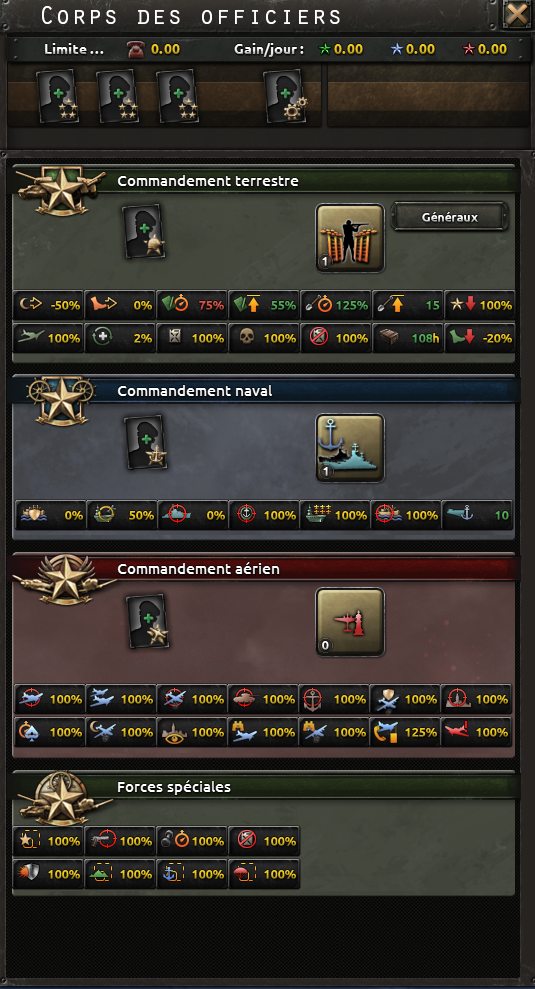 Corps des officiers
Limite ... 0.00 Gain/jour : 0.00 0.00 0.00
Commandement terrestre
1
Généraux
-50% 0% 75% 55% 125% 15 100%
100% 2% 100% 100% 100% 108h -20%
Commandement naval
1
0% 50% 0% 100% 100% 100% 10
Commandement aérien
0
100% 100% 100% 100% 100% 100% 100%
100% 100% 100% 100% 100% 125% 100%
Forces spéciales
100% 100% 100% 100%
100% 100% 100% 100%